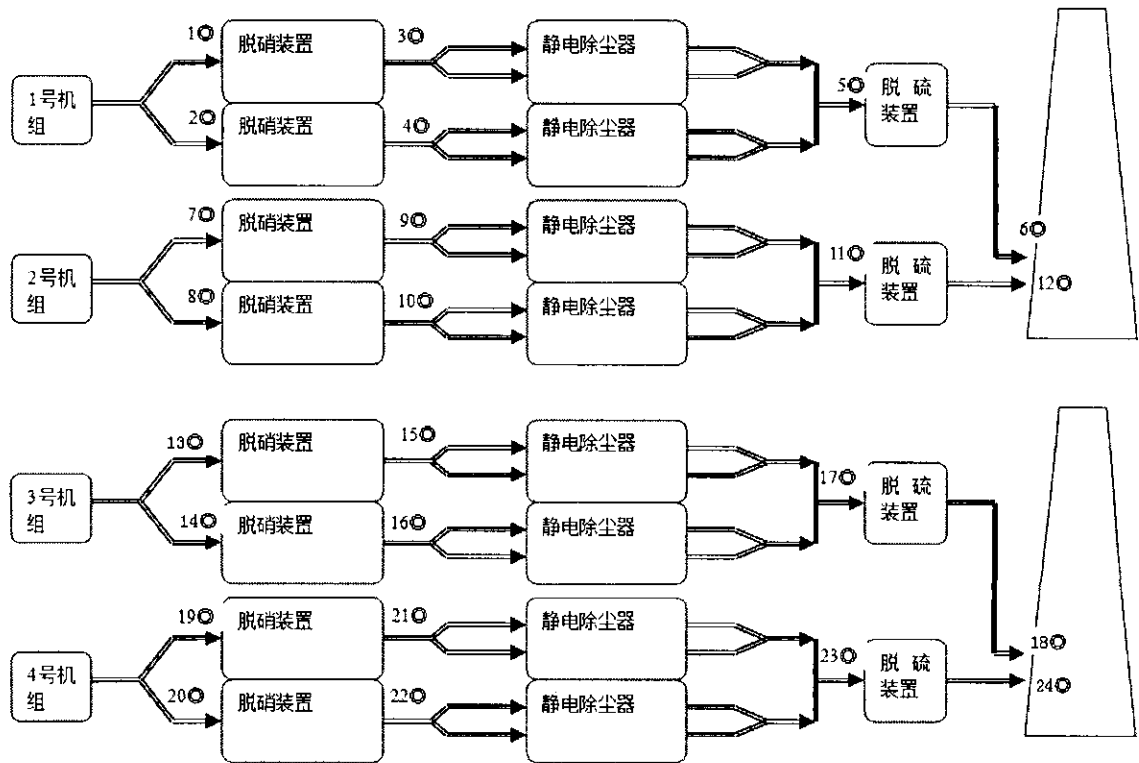 1◎
脱硝装置
3◎
静电除尘器
1号机
组
2◎
脱硝装置
4◎
静电除尘器
5◎
脱 硫
装置
6◎
7◎
脱硝装置
9◎
静电除尘器
2号机
组
8◎
脱硝装置
10◎
静电除尘器
11◎
脱 硫
装置
12◎
13◎
脱硝装置
15◎
静电除尘器
3号机
组
14◎
脱硝装置
16◎
静电除尘器
17◎
脱 硫
装置
18◎
19◎
脱硝装置
21◎
静电除尘器
4号机
组
20◎
脱硝装置
22◎
静电除尘器
23◎
脱 硫
装置
24◎